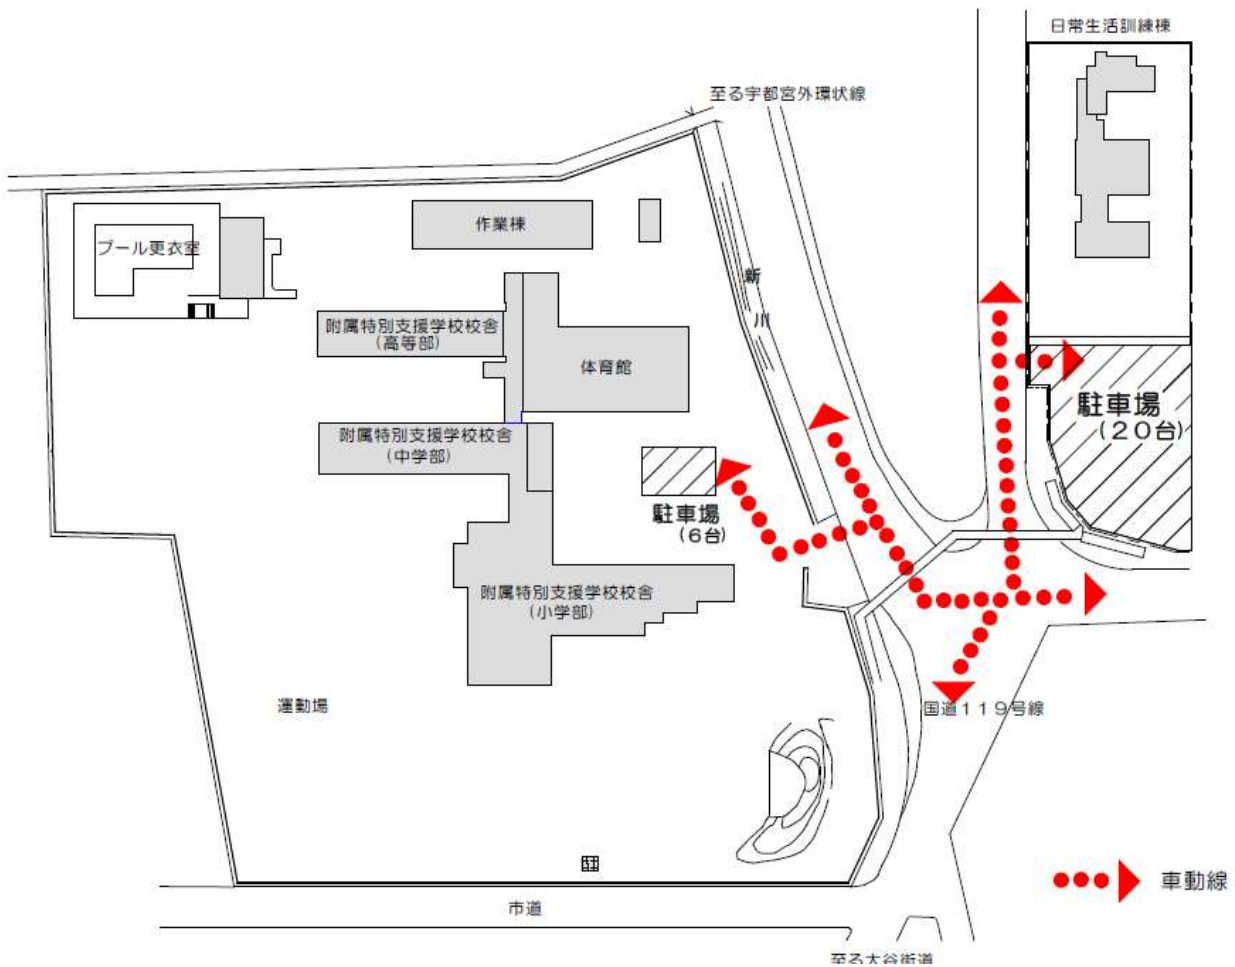 日常生活訓練棟
至る宇都宮外環状線
作業棟
プール更衣室
新
川
附属特別支援学校校舎
(高等部)
体育館
駐車場
(20台)
附属特別支援学校校舎
(中学部)
駐車場
(6台)
附属特別支援学校校舎
(小学部)
運動場
国道119号線
車動線
市道
至る大谷街道